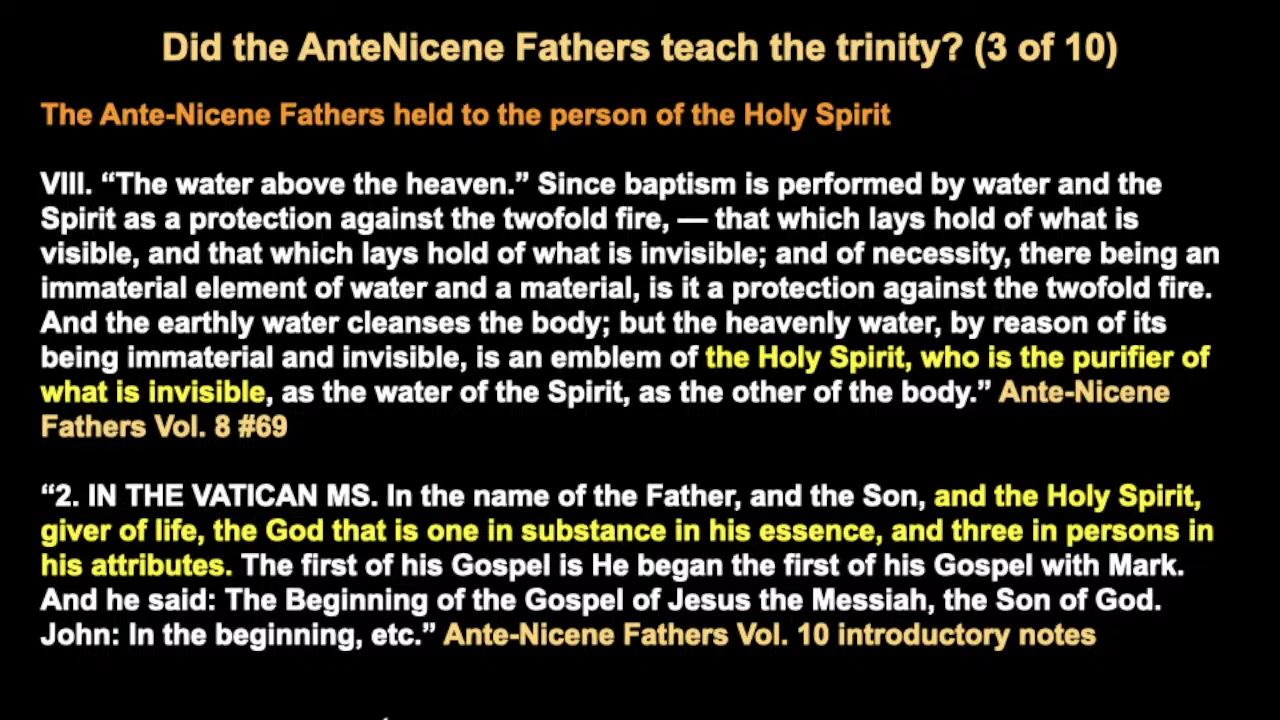 Did the AnteNicene Fathers teach the trinity? (3 of 10)
The Ante-Nicene Fathers held to the person of the Holy Spirit
VIII. “The water above the heaven.” Since baptism is performed by water and the
Spirit as a protection against the twofold fire, — that which lays hold of what is
visible, and that which lays hold of what is invisible; and of necessity, there being an
immaterial element of water and a material, is it a protection against the twofold fire.
And the earthly water cleanses the body; but the heavenly water, by reason of its
being immaterial and invisible, is an emblem of the Holy Spirit, who is the purifier of
what is invisible, as the water of the Spirit, as the other of the body.” Ante-Nicene
Fathers Vol. 8 #69
“2. IN THE VATICAN MS. In the name of the Father, and the Son, and the Holy Spirit,
giver of life, the God that is one in substance in his essence, and three in persons in
his attributes. The first of his Gospel is He began the first of his Gospel with Mark.
And he said: The Beginning of the Gospel of Jesus the Messiah, the Son of God.
John: In the beginning, etc.” Ante-Nicene Fathers Vol. 10 introductory notes